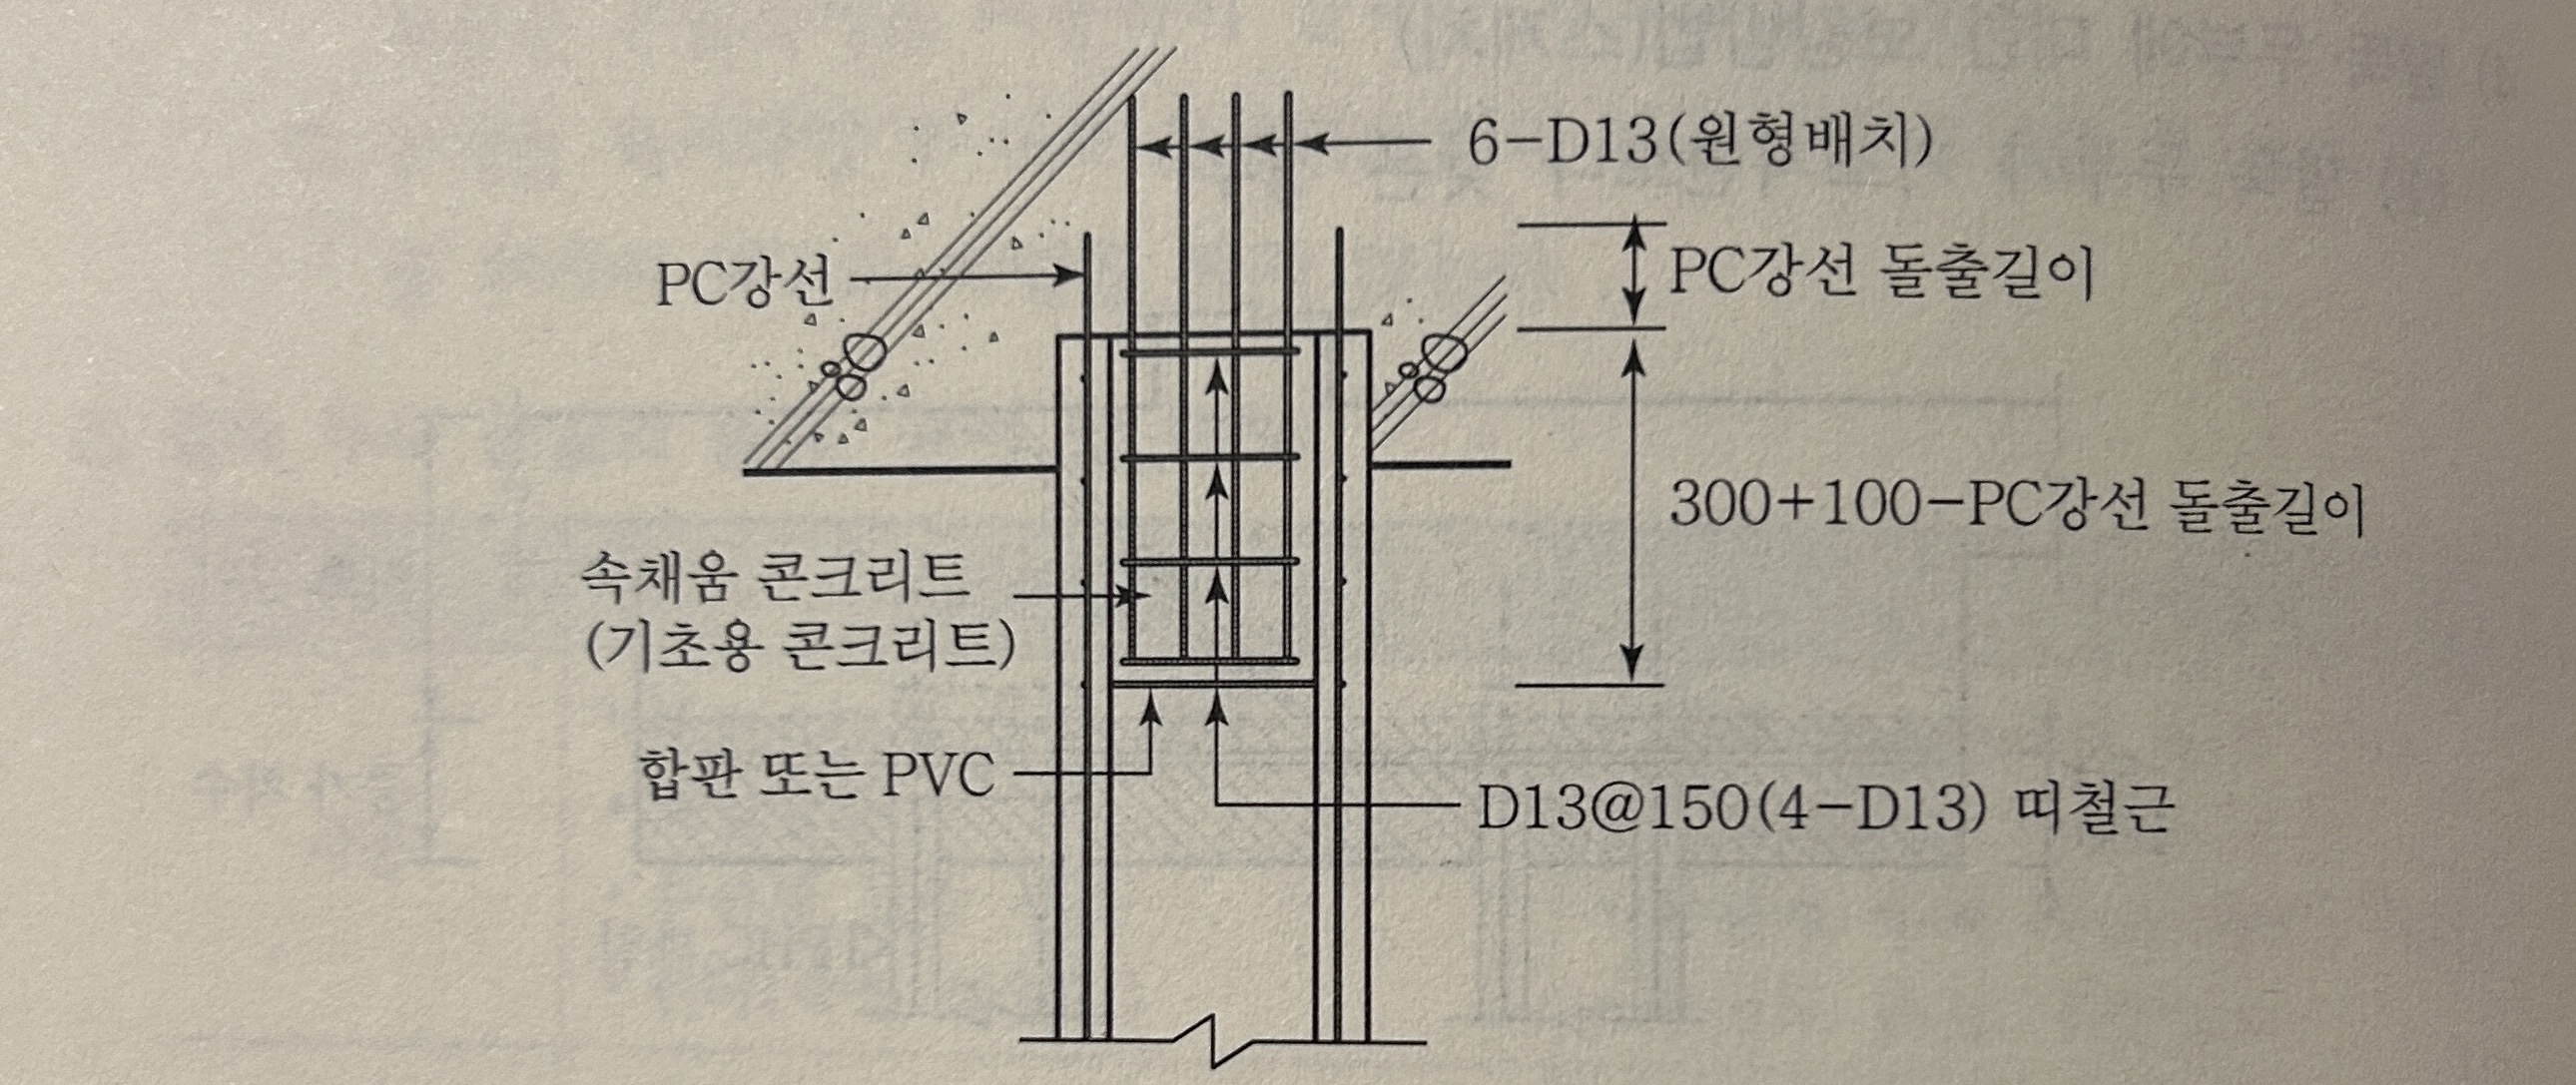 6-D13(원형배치)
PC강선
PC강선 돌출길이
300+100-PC강선 돌출길이
속채움 콘크리트
(기초용 콘크리트)
합판 또는 PVC
D13@150(4-D13) 띠철근